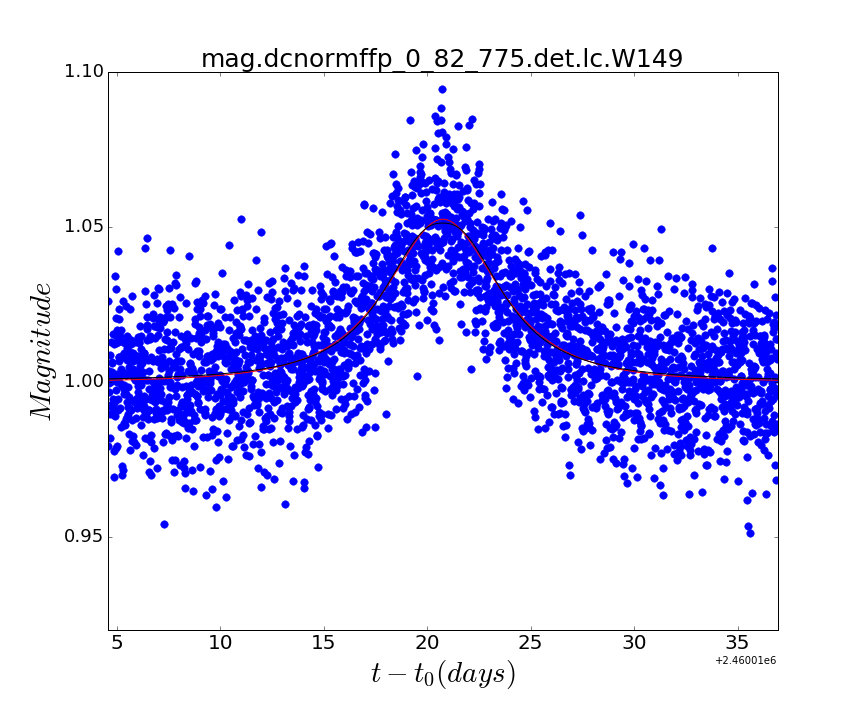 mag.dcnormffp_0_82_775.det.lc.W149
1.10
1.05
1.00
0.95
Magnitude
5 10 15 20 25 30 35
+2.46001e6
t − t₀(days)